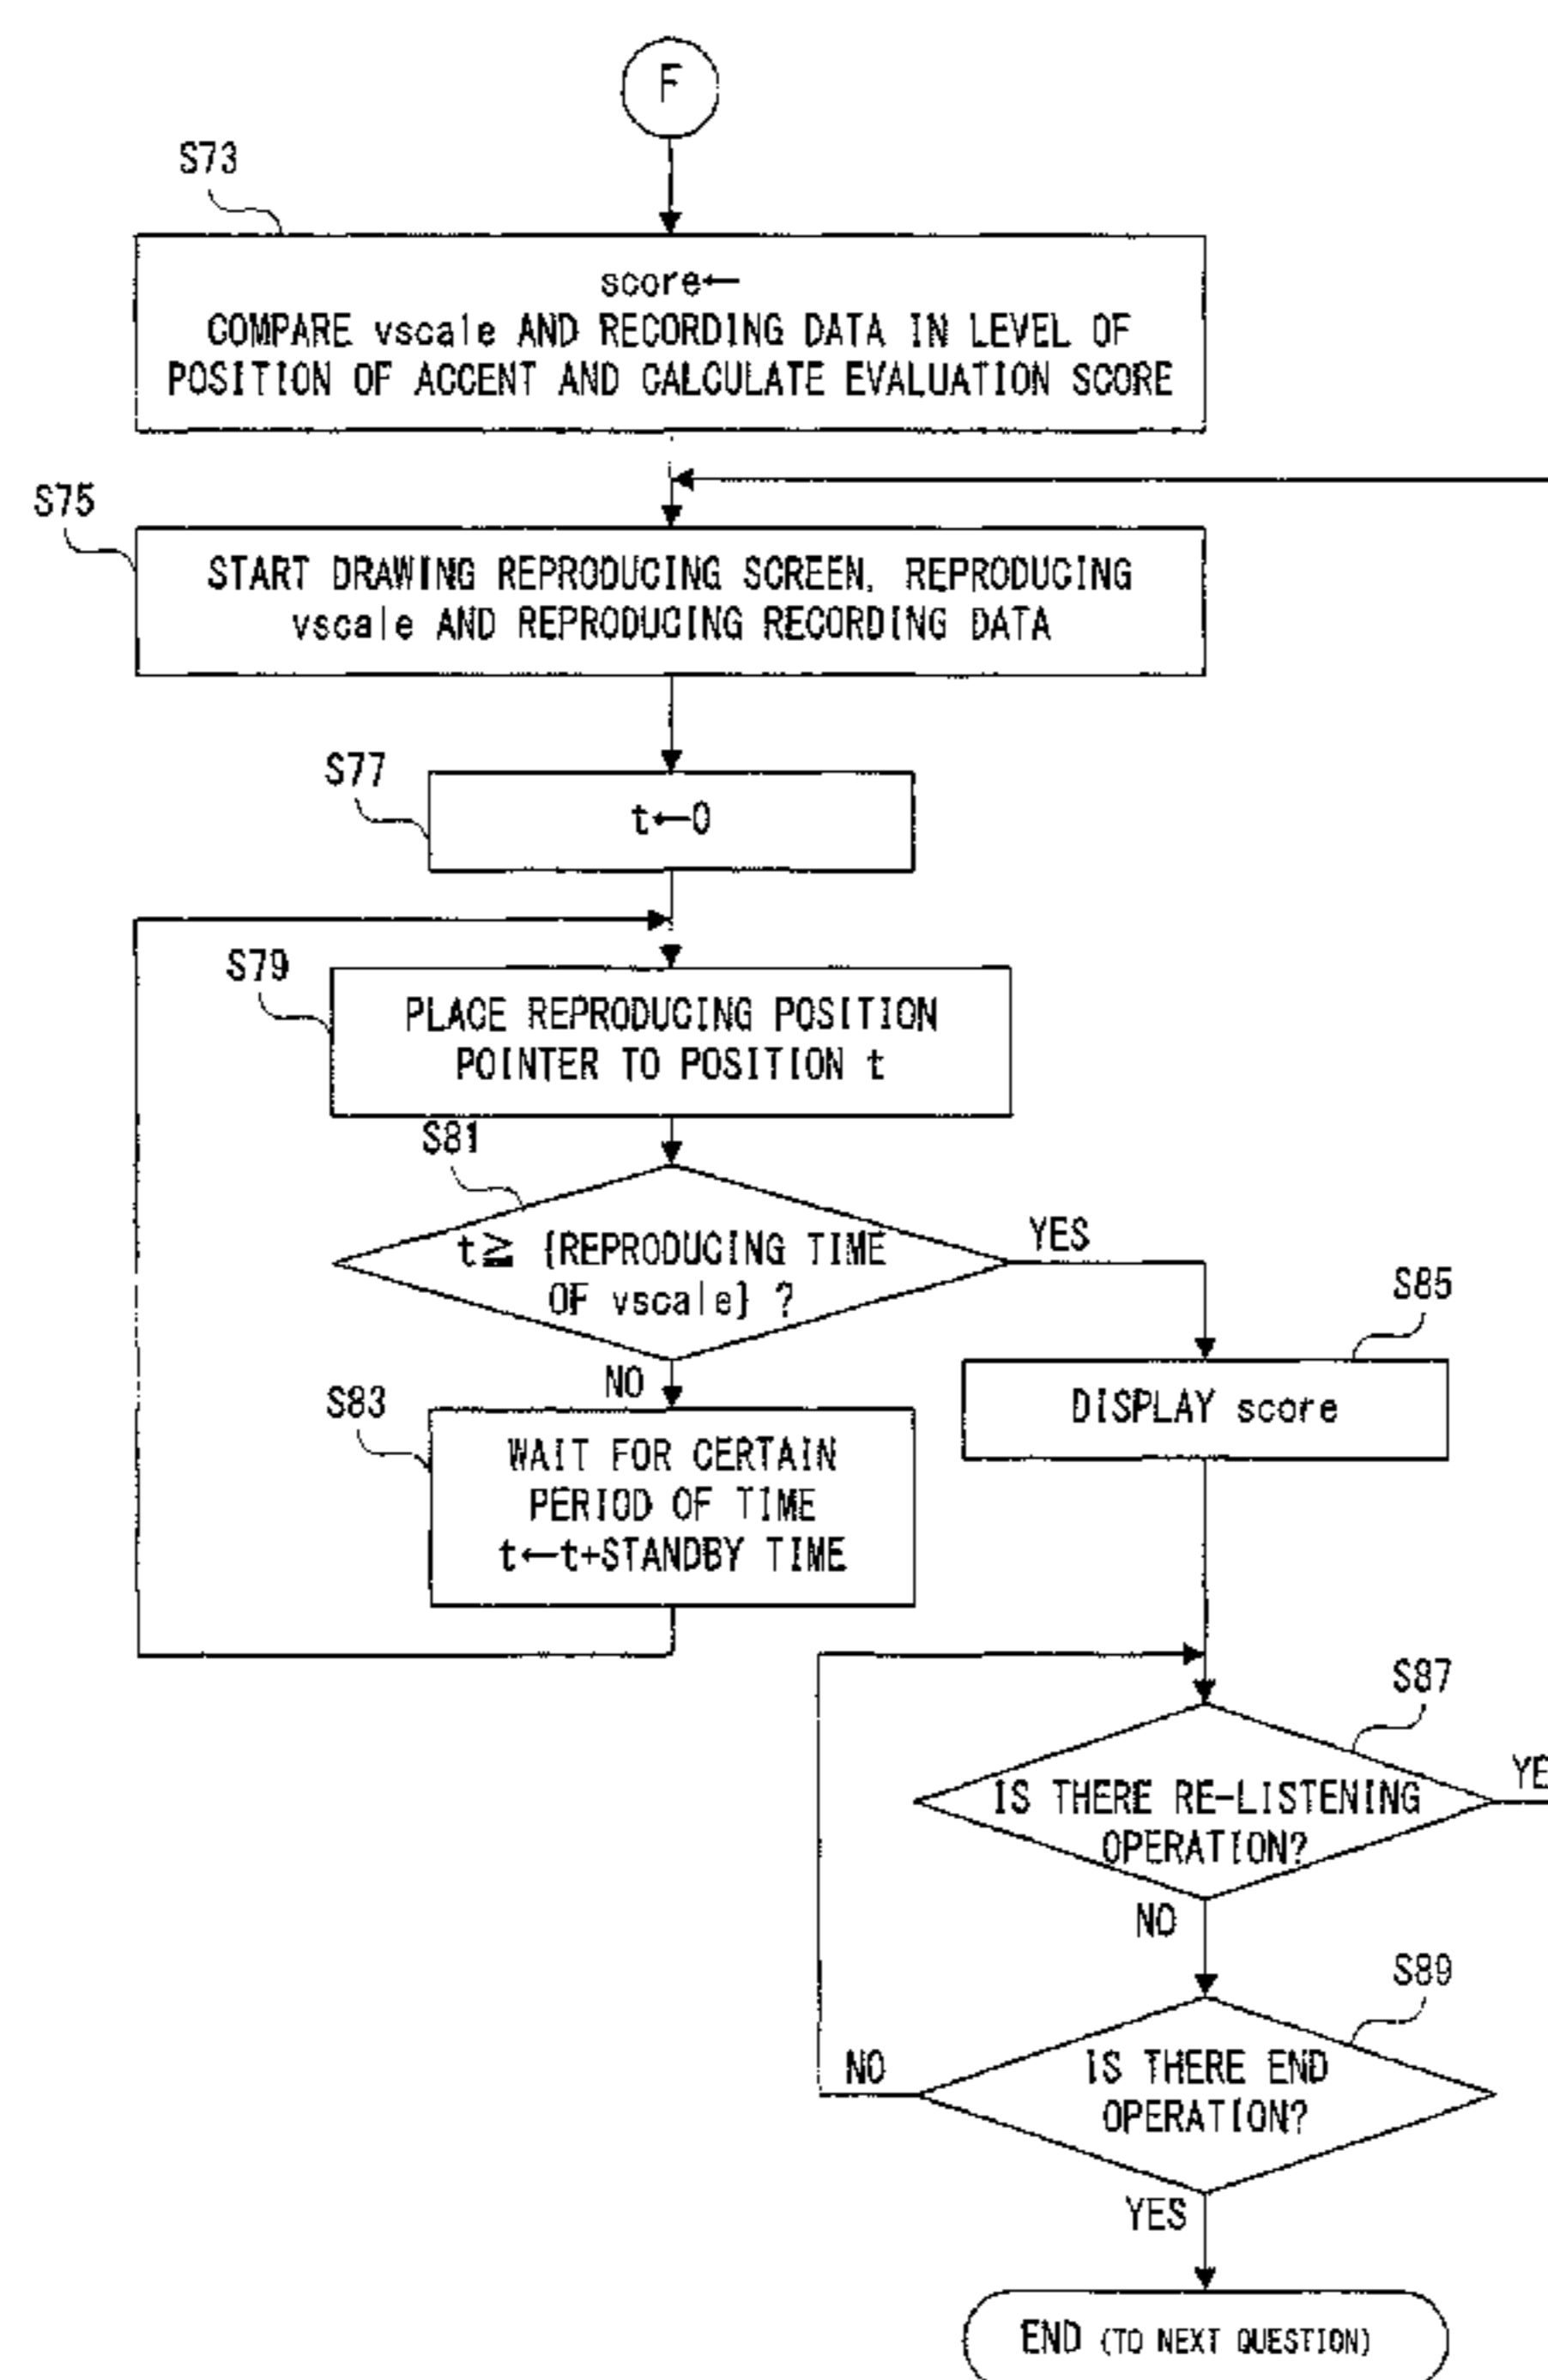 F
S73
score←
COMPARE vscale AND RECORDING DATA IN LEVEL OF
POSITION OF ACCENT AND CALCULATE EVALUATION SCORE
S75
START DRAWING REPRODUCING SCREEN, REPRODUCING
vscale AND REPRODUCING RECORDING DATA
S77
t←0
S79
PLACE REPRODUCING POSITION
POINTER TO POSITION t
S81
t≧ {REPRODUCING TIME
OF vscale} ?
YES
NO
S83
WAIT FOR CERTAIN
PERIOD OF TIME
t←t+STANDBY TIME
S85
DISPLAY score
S87
IS THERE RE-LISTENING
OPERATION?
YE
NO
S89
IS THERE END
OPERATION?
NO
YES
END (TO NEXT QUESTION)